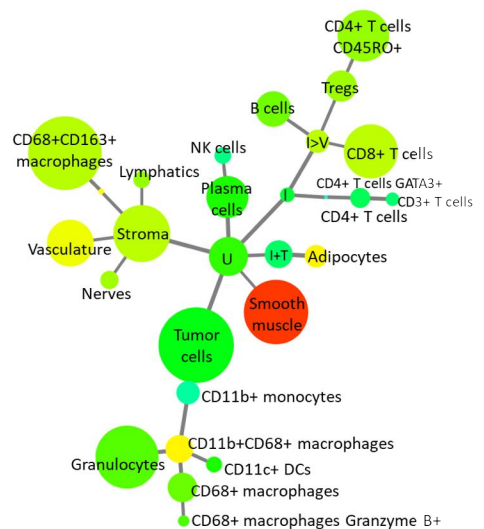 CD4+ T cells
CD45RO+
Tregs
B cells
I>V
CD8+ T cells
NK cells
CD68+CD163+
macrophages
Lymphatics
Plasma
cells
I
CD4+ T cells GATA3+
CD3+ T cells
CD4+ T cells
Stroma
Vasculature
U
I+T
Adipocytes
Nerves
Smooth
muscle
Tumor
cells
CD11b+ monocytes
CD11b+CD68+ macrophages
Granulocytes
CD11c+ DCs
CD68+ macrophages
CD68+ macrophages Granzyme B+